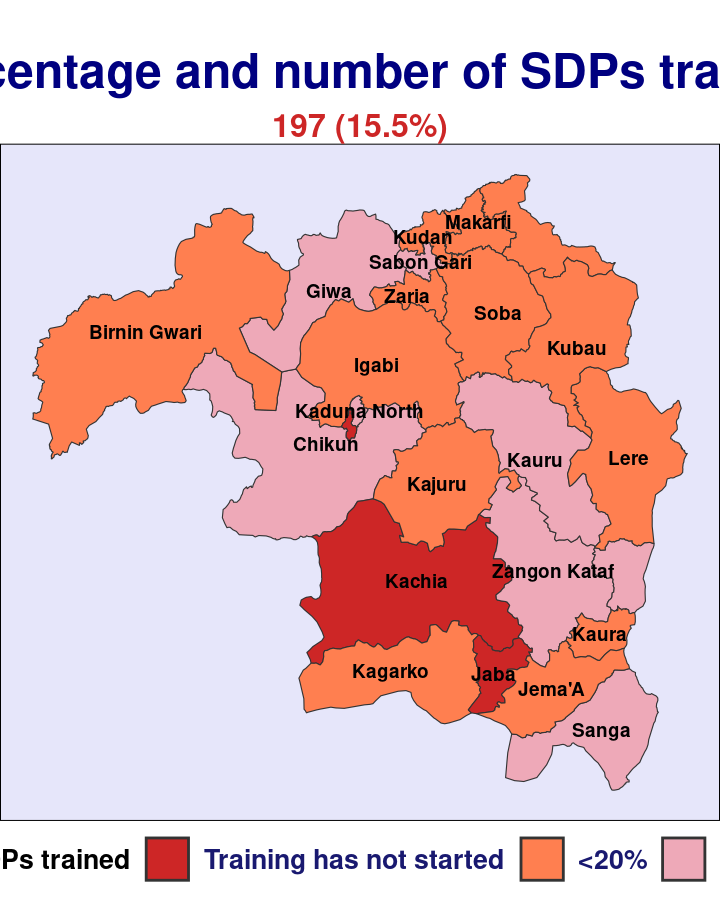 centage and number of SDPs tra
197 (15.5%)
Makarfi
Kudan
Sabon Gari
Giwa
Zaria
Soba
Birnin Gwari
Kubau
Igabi
Kaduna North
Chikun
Kauru
Lere
Kajuru
Zangon Kataf
Kachia
Kaura
Kagarko
Jaba
Jema'A
Sanga
Ps trained Training has not started <20%